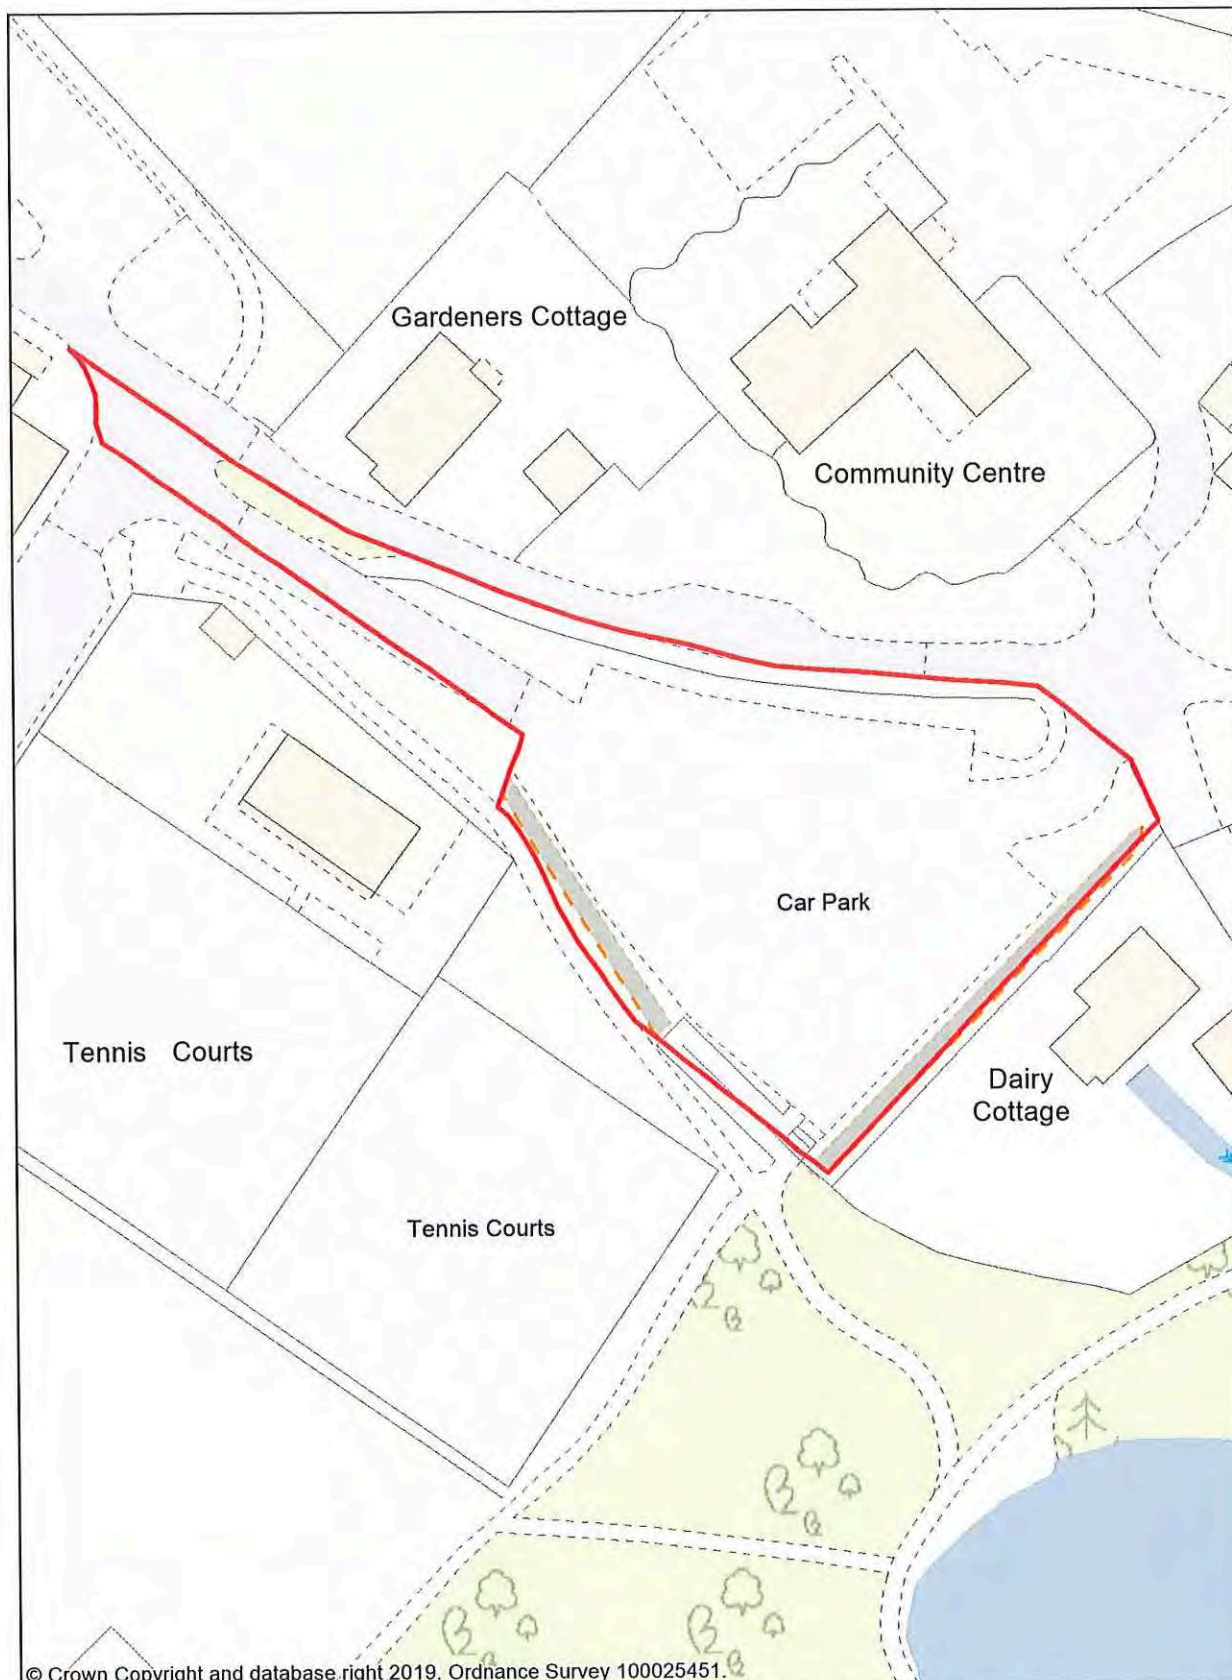 Gardeners Cottage
Community Centre
Car Park
Tennis Courts
Dairy
Cottage
Tennis Courts
© Crown Copyright and database right 2019. Ordnance Survey 100025451.